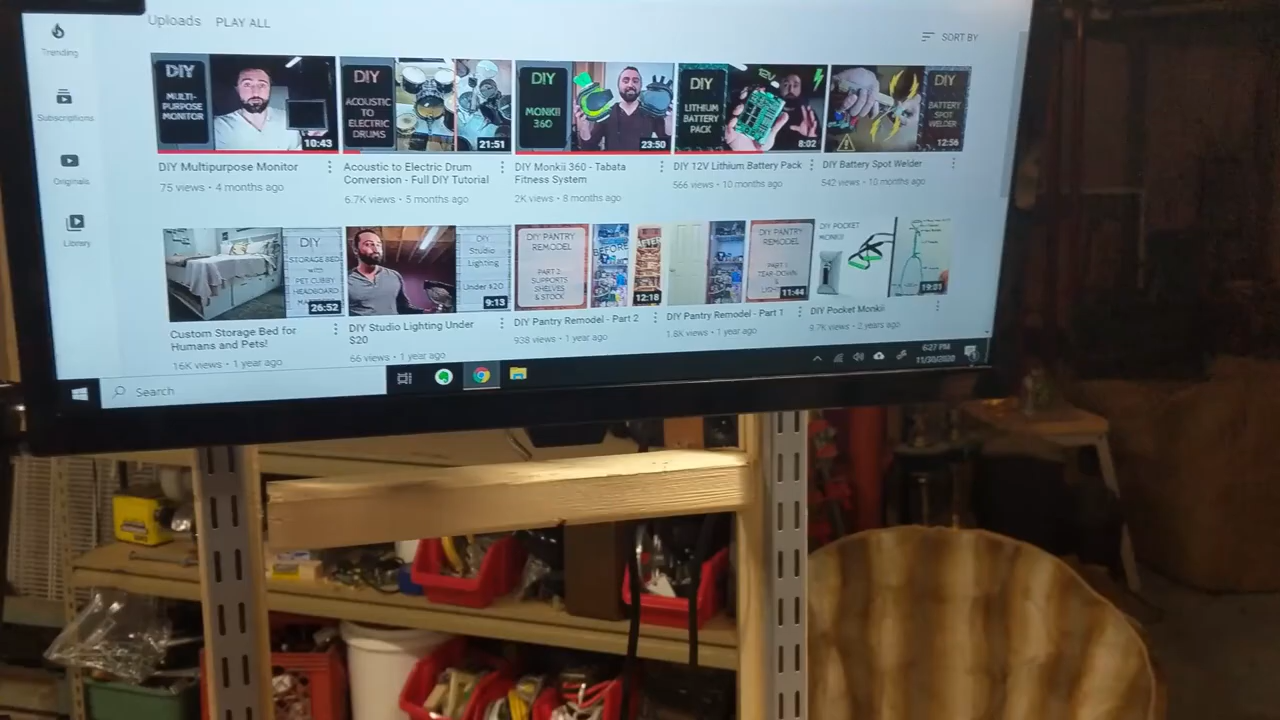 Uploads PLAY ALL
SORT BY
Trending
Subscriptions
Originals
Library
DIY
MULTI-
PURPOSE
MONITOR
10:43
DIY
ACOUSTIC
TO
ELECTRIC
DRUMS
21:51
DIY
MONKII
360
23:50
DIY
LITHIUM
BATTERY
PACK
12V
8:02
DIY
BATTERY
SPOT
WELDER
12:56
DIY Multipurpose Monitor
75 views • 4 months ago
Acoustic to Electric Drum
Conversion - Full DIY Tutorial
6.7K views • 5 months ago
DIY Monkii 360 - Tabata
Fitness System
2K views • 8 months ago
DIY 12V Lithium Battery Pack
566 views • 10 months ago
DIY Battery Spot Welder
542 views • 10 months ago
DIY
STORAGE BED
with
PET CUBBY
HEADBOARD
26:52
DIY
Studio
Lighting
Under $20
9:13
DIY PANTRY
REMODEL
PART 2:
SUPPORTS
SHELVES
& STOCK
BEFORE
AFTER
12:18
DIY PANTRY
REMODEL
PART 1:
TEAR-DOWN
&
11:44
DIY POCKET
MONKII
19:01
Custom Storage Bed for
Humans and Pets!
16K views • 1 year ago
DIY Studio Lighting Under
$20
66 views • 1 year ago
DIY Pantry Remodel - Part 2
938 views • 1 year ago
DIY Pantry Remodel - Part 1
1.8K views • 1 year ago
DIY Pocket Monkii
9.7K views • 2 years ago
Search
6:27 PM
11/30/2020